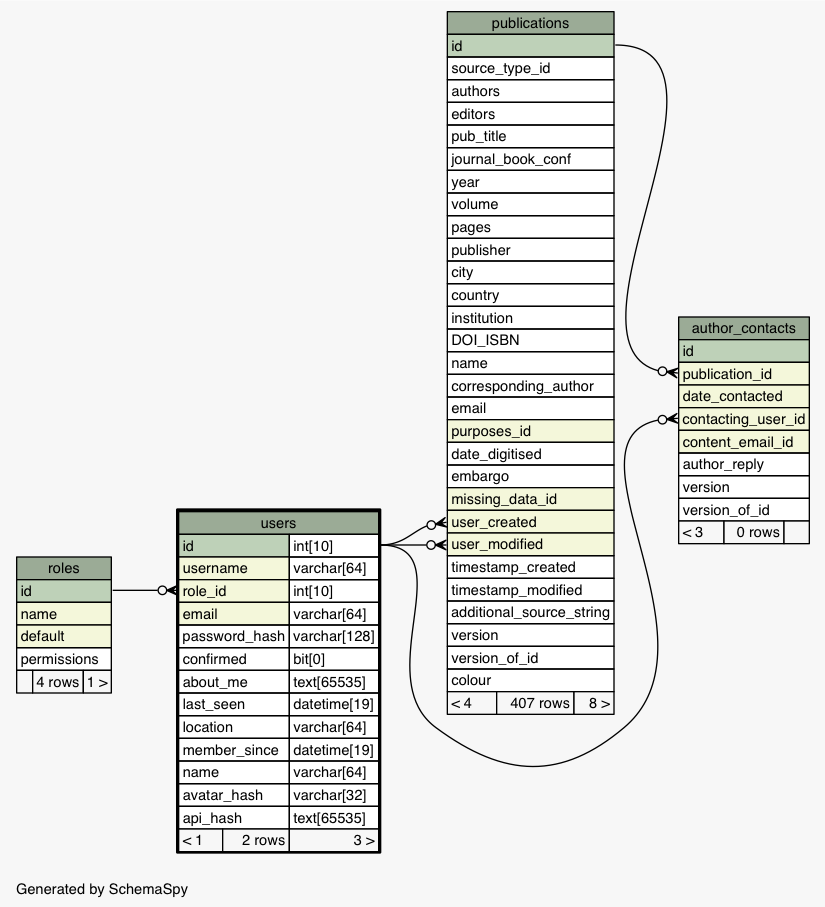 publications
id
source_type_id
authors
editors
pub_title
journal_book_conf
year
volume
pages
publisher
city
country
institution
DOI_ISBN
name
corresponding_author
email
purposes_id
date_digitised
embargo
missing_data_id
user_created
user_modified
timestamp_created
timestamp_modified
additional_source_string
version
version_of_id
colour
< 4 407 rows 8 >
author_contacts
id
publication_id
date_contacted
contacting_user_id
content_email_id
author_reply
version
version_of_id
< 3 0 rows
users
id int[10]
username varchar[64]
role_id int[10]
email varchar[64]
password_hash varchar[128]
confirmed bit[0]
about_me text[65535]
last_seen datetime[19]
location varchar[64]
member_since datetime[19]
name varchar[64]
avatar_hash varchar[32]
api_hash text[65535]
< 1 2 rows 3 >
roles
id
name
default
permissions
4 rows 1 >
Generated by SchemaSpy